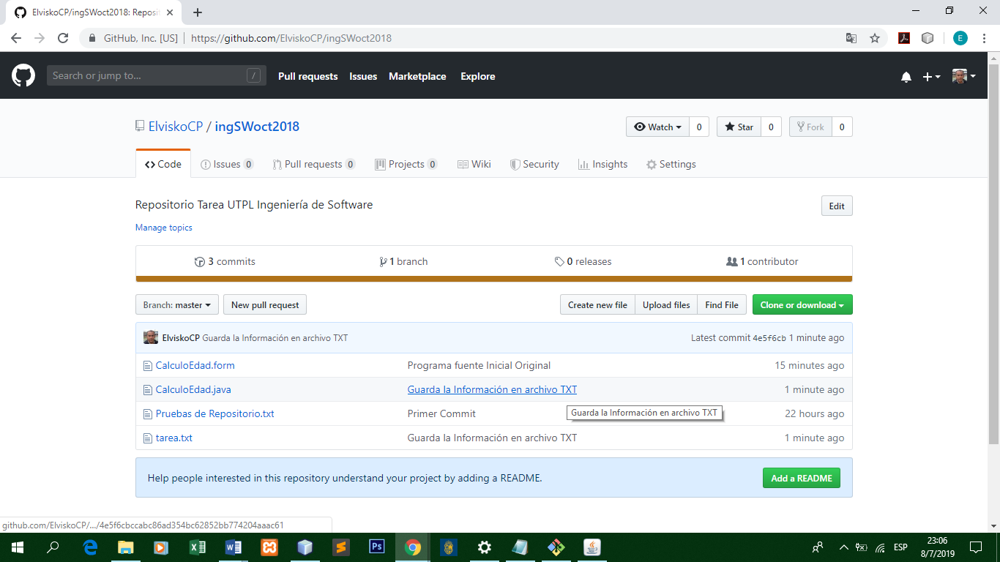 ElviskoCP/ingSWoct2018: Reposit
GitHub, Inc. [US] https://github.com/ElviskoCP/ingSWoct2018 E
Search or jump to... / Pull requests Issues Marketplace Explore
ElviskoCP / ingSWoct2018 Watch 0 Star 0 Fork 0
Code Issues 0 Pull requests 0 Projects 0 Wiki Security Insights Settings
Repositorio Tarea UTPL Ingeniería de Software Edit
Manage topics
3 commits 1 branch 0 releases 1 contributor
Branch: master New pull request Create new file Upload files Find File Clone or download
ElviskoCP Guarda la Información en archivo TXT Latest commit 4e5f6cb 1 minute ago
CalculoEdad.form Programa fuente Inicial Original 15 minutes ago
CalculoEdad.java Guarda la Información en archivo TXT 1 minute ago
Pruebas de Repositorio.txt Primer Commit Guarda la Información en archivo TXT 22 hours ago
tarea.txt Guarda la Información en archivo TXT 1 minute ago
Help people interested in this repository understand your project by adding a README. Add a README
github.com/ElviskoCP/.../4e5f6cbccabc86ad354bc62852bb774204aaac61
Ps ESP 23:06
8/7/2019